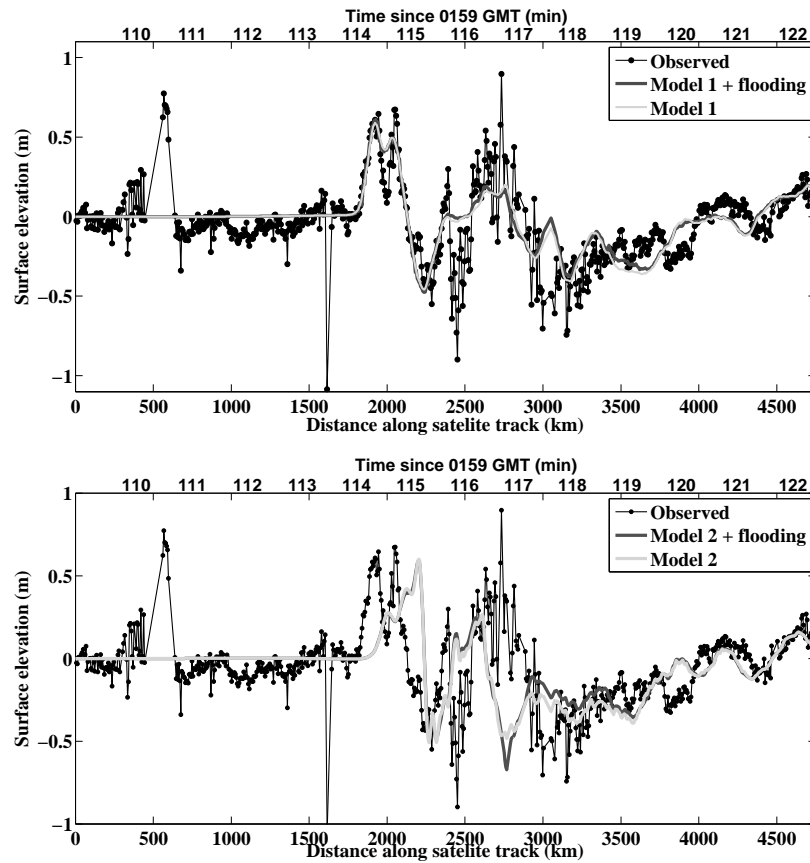 Time since 0159 GMT (min)
110 111 112 113 114 115 116 117 118 119 120 121 122
Observed
Model 1 + flooding
Model 1
Surface elevation (m)
1
0.5
0
−0.5
−1
0 500 1000 1500 2000 2500 3000 3500 4000 4500
Distance along satelite track (km)
Time since 0159 GMT (min)
110 111 112 113 114 115 116 117 118 119 120 121 122
Observed
Model 2 + flooding
Model 2
Surface elevation (m)
1
0.5
0
−0.5
−1
0 500 1000 1500 2000 2500 3000 3500 4000 4500
Distance along satelite track (km)